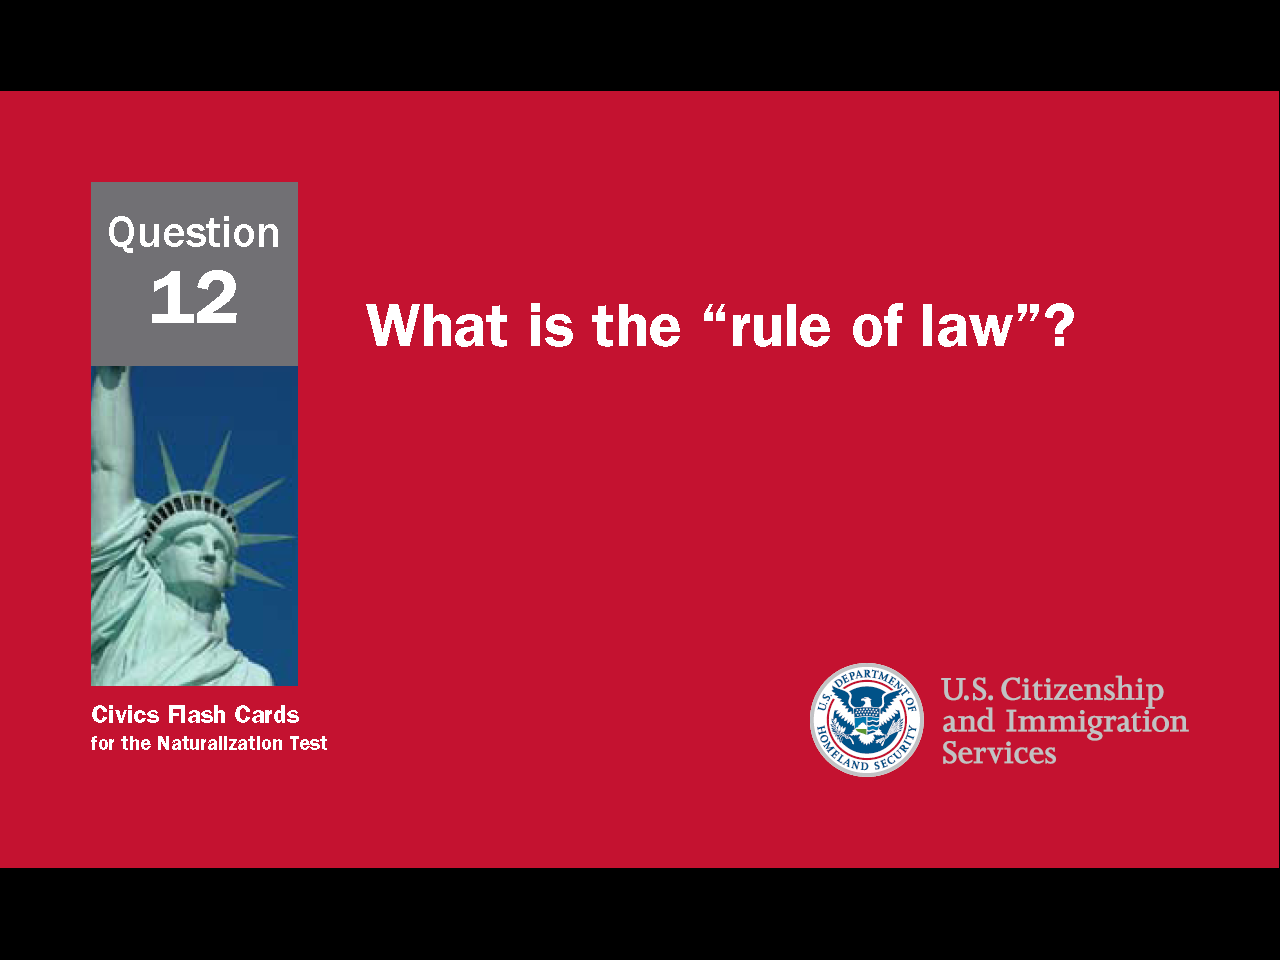 Question
12
What is the “rule of law”?
Civics Flash Cards
for the Naturalization Test
U.S. DEPARTMENT OF
HOMELAND SECURITY
U.S. Citizenship
and Immigration
Services